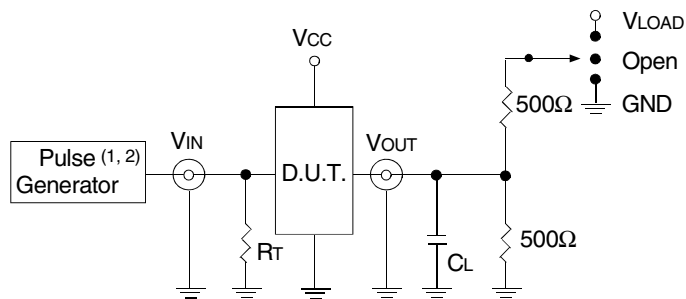 VLOAD
VCC
Open
500Ω
GND
VIN
VOUT
Pulse (1, 2)
Generator
D.U.T.
500Ω
RT
CL